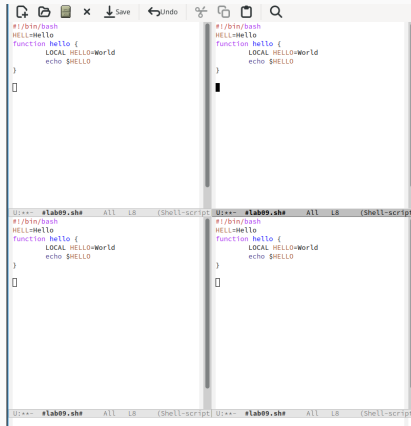 Save Undo
#!/bin/bash
HELL=Hello
function hello {
LOCAL HELLO=World
echo $HELLO
}
U:**- #lab09.sh# All L8 (Shell-script
#!/bin/bash
HELL=Hello
function hello {
LOCAL HELLO=World
echo $HELLO
}
U:**- #lab09.sh# All L8 (Shell-script
#!/bin/bash
HELL=Hello
function hello {
LOCAL HELLO=World
echo $HELLO
}
U:**- #lab09.sh# All L8 (Shell-script
#!/bin/bash
HELL=Hello
function hello {
LOCAL HELLO=World
echo $HELLO
}
U:**- #lab09.sh# All L8 (Shell-script